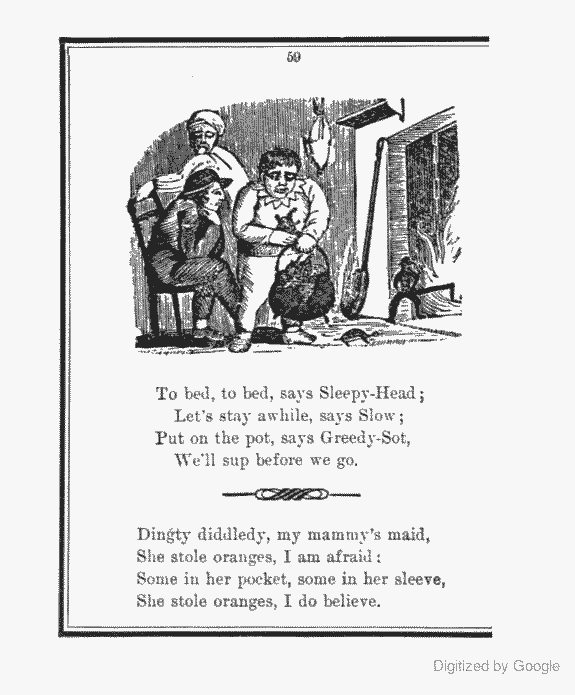 59
To bed, to bed, says Sleepy-Head;
Let's stay awhile, says Slow;
Put on the pot, says Greedy-Sot,
We'll sup before we go.
Dingty diddledy, my mammy's maid,
She stole oranges, I am afraid:
Some in her pocket, some in her sleeve,
She stole oranges, I do believe.
Digitized by Google